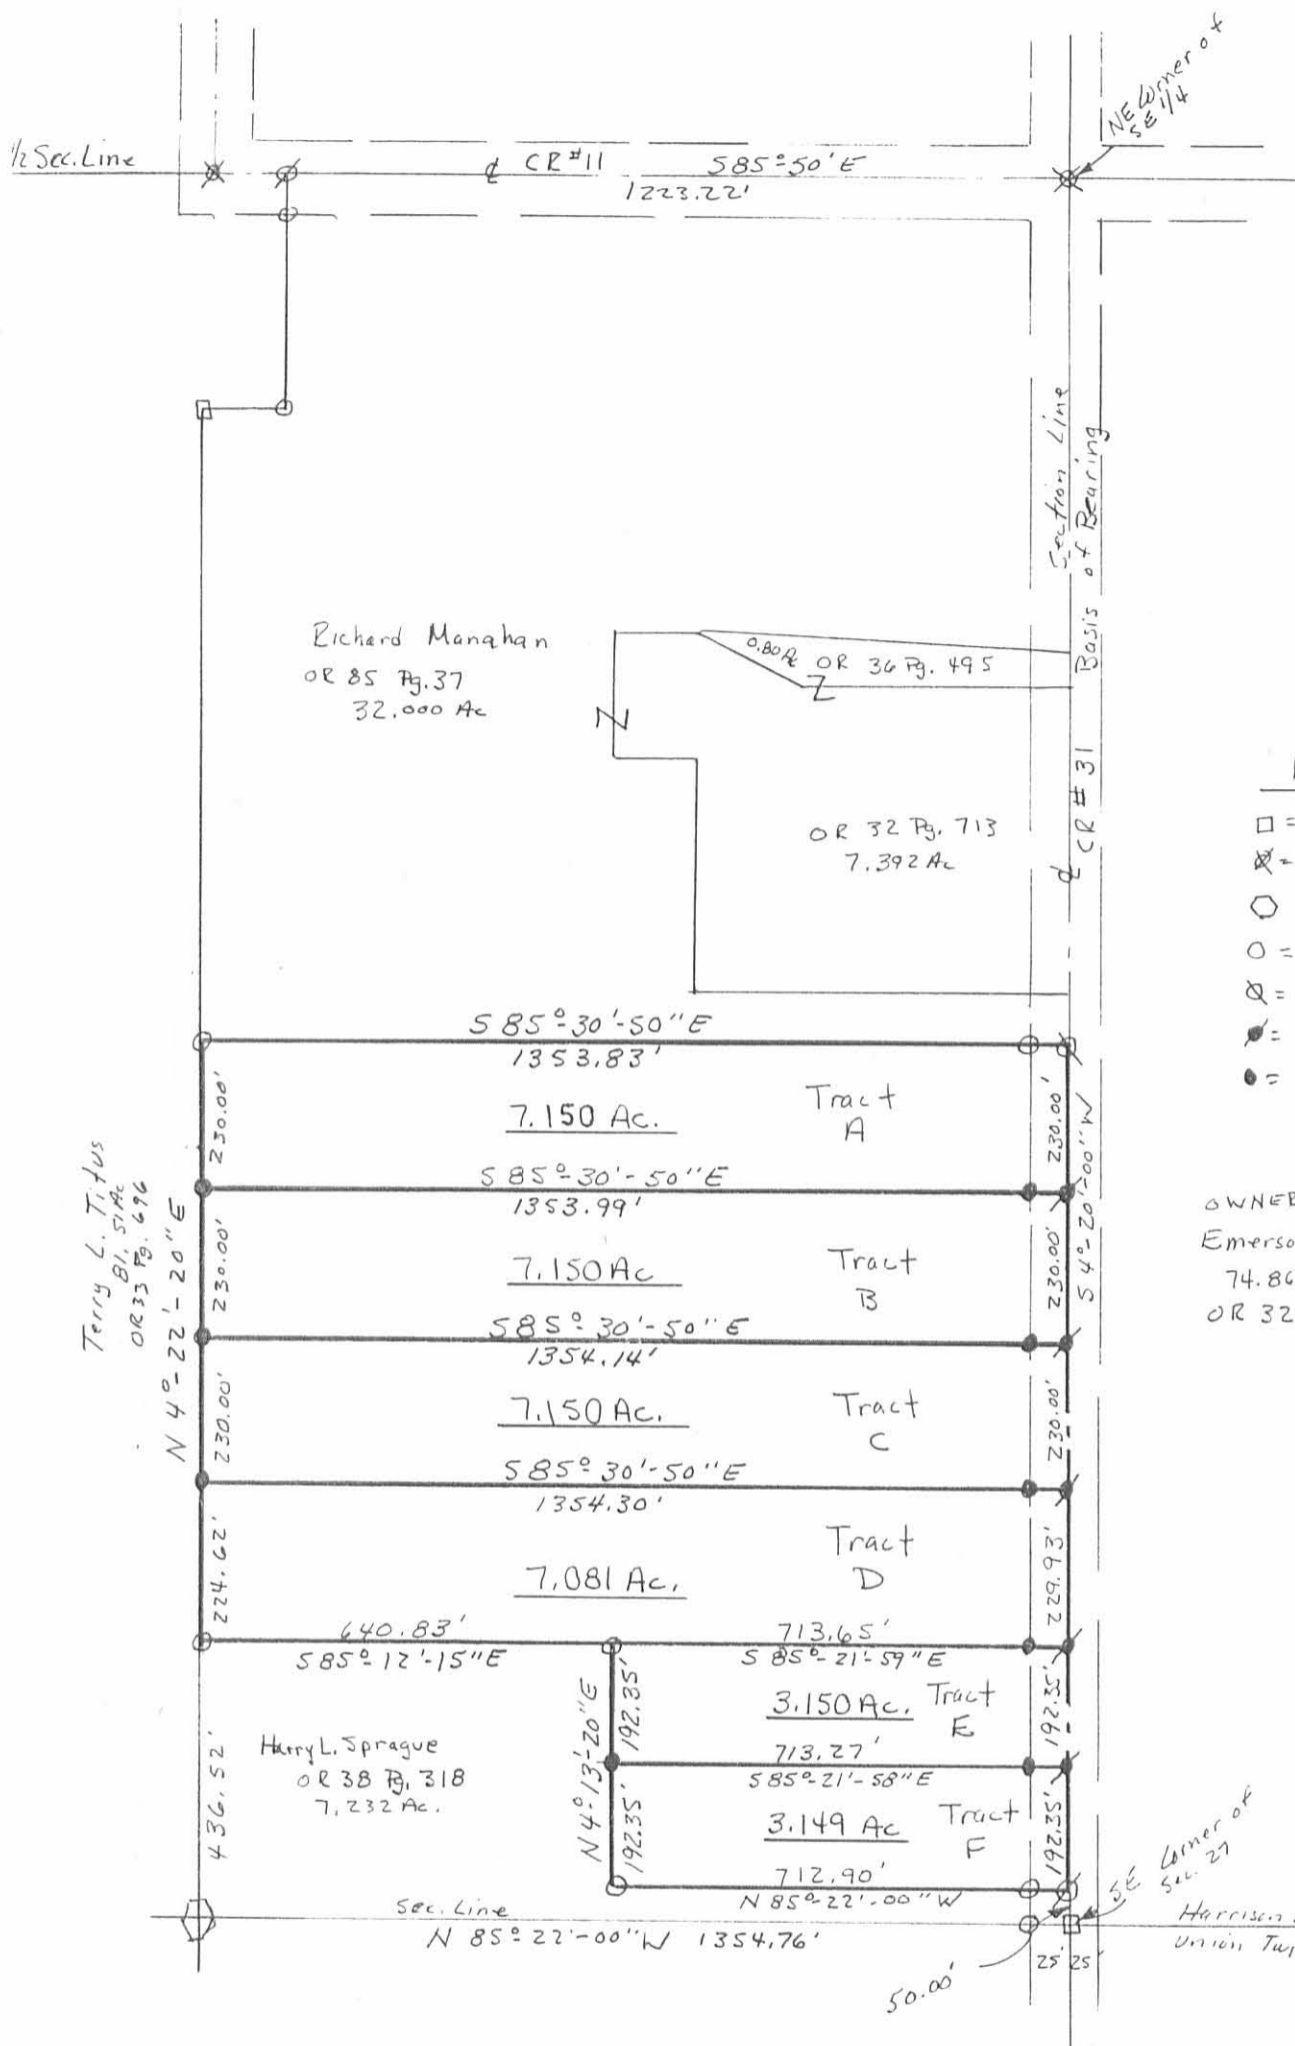 NE Corner of
SE 1/4
1/2 Sec. Line
CR #11
S85°-50'E
1223.22'
Section Line
Basis of Bearing
Richard Manahan
OR 85 Pg. 37
32.000 Ac
0.80 Ac OR 36 Pg. 495
CR # 31
OR 32 Pg. 713
7.392 Ac
□ =
=
O =
Ø =
=
● =
S 85°-30'-50"E
1353.83'
230.00'
7.150 Ac.
Tract
A
230.00'
S 4°-20'-00"W
S 85°-30'-50"E
1353.99'
Terry L. Titus
81.51 Ac
OR 33 Pg. 696
N 4°-22'-20"E
230.00'
7.150 Ac
Tract
B
230.00'
OWNER
Emerso
74.86
OR 32
S 85°-30'-50"E
1354.14'
230.00'
7.150 Ac.
Tract
C
230.00'
S 85°-30'-50"E
1354.30'
224.62'
7.081 Ac.
Tract
D
229.93'
640.83'
S 85°-12'-15"E
713.65'
S 85°-21'-59"E
N 4°-13'-20"E
192.35'
3.150 Ac.
Tract
E
192.35'
713.27'
S 85°-21'-58"E
436.52'
Harry L. Sprague
OR 38 Pg. 318
7.232 Ac.
192.35'
3.149 Ac
Tract
F
192.35'
712.90'
N 85°-22'-00"W
SE Corner of
Sec. 27
Sec. Line
N 85°-22'-00"W 1354.76'
Harrison
Union Tw
25' 25'
50.00'